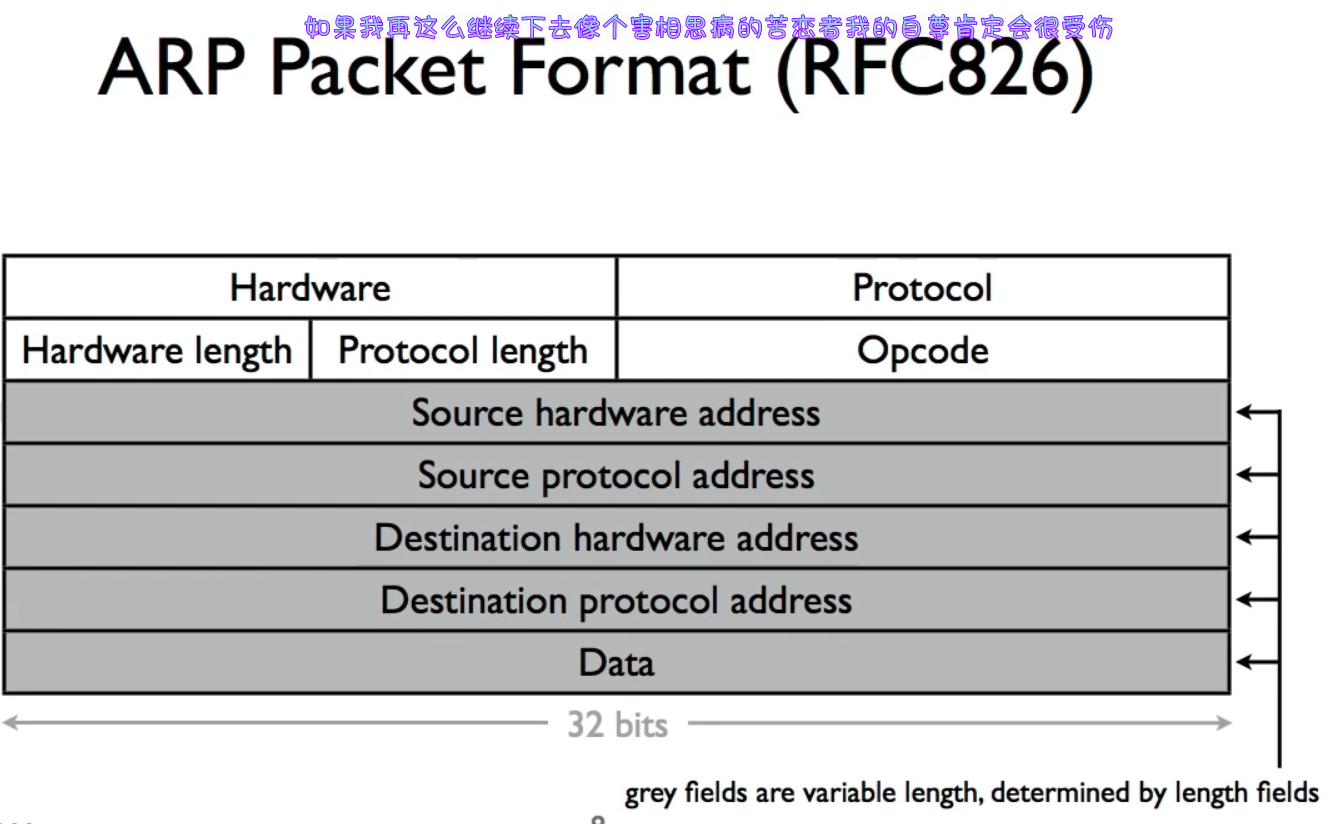 如果我再这么继续下去像个害相思病的苦恋者我的自尊肯定会很受伤
ARP Packet Format (RFC826)
Hardware Protocol
Hardware length Protocol length Opcode
Source hardware address
Source protocol address
Destination hardware address
Destination protocol address
Data
32 bits
grey fields are variable length, determined by length fields